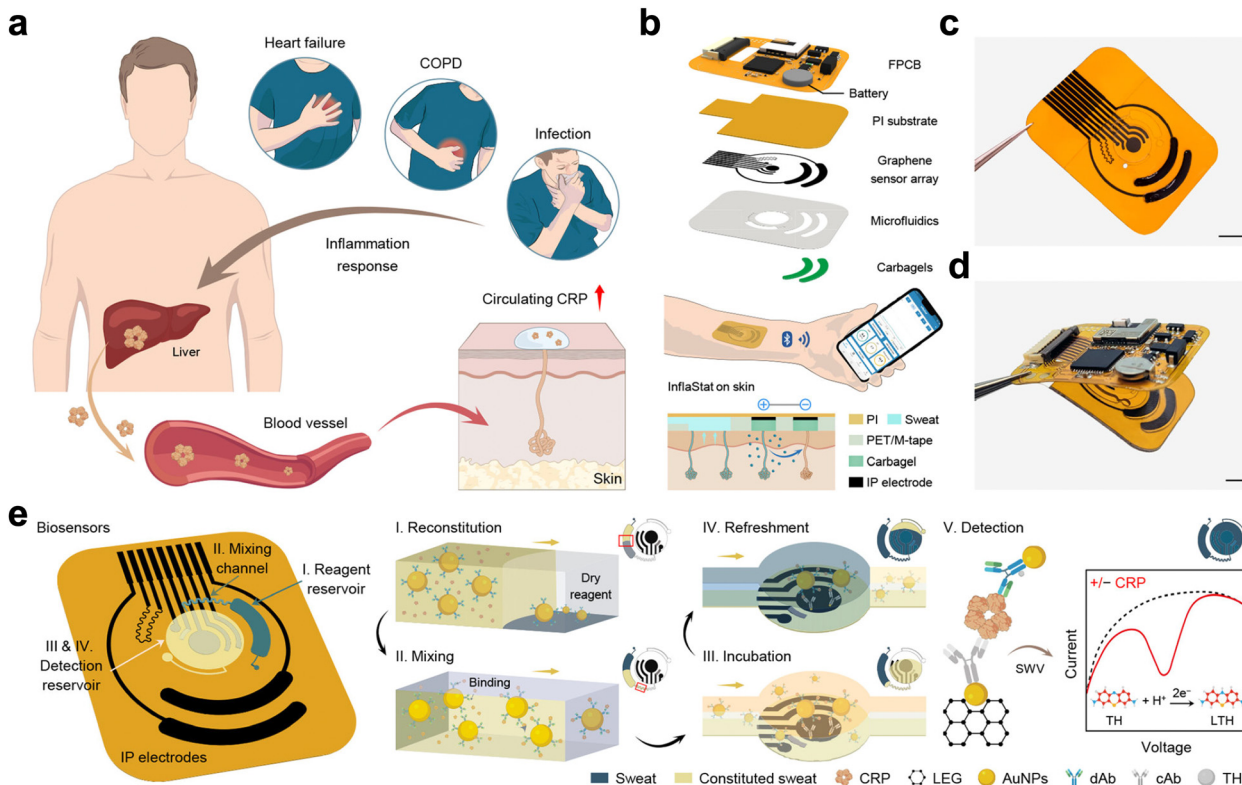 a
Heart failure
COPD
Infection
Inflammation
response
Liver
Circulating CRP
Blood vessel
Skin
b
FPCB
Battery
PI substrate
Graphene
sensor array
Microfluidics
Carbagels
InflaStat on skin
PI
Sweat
PET/M-tape
Carbagel
IP electrode
c
d
e
Biosensors
II. Mixing
channel
I. Reagent
reservoir
III & IV.
Detection
reservoir
IP electrodes
I. Reconstitution
Dry
reagent
II. Mixing
Binding
IV. Refreshment
III. Incubation
V. Detection
SWV
+/− CRP
Current
TH
+ H⁺
2e⁻
LTH
Voltage
Sweat
Constituted sweat
CRP
LEG
AuNPs
dAb
cAb
TH